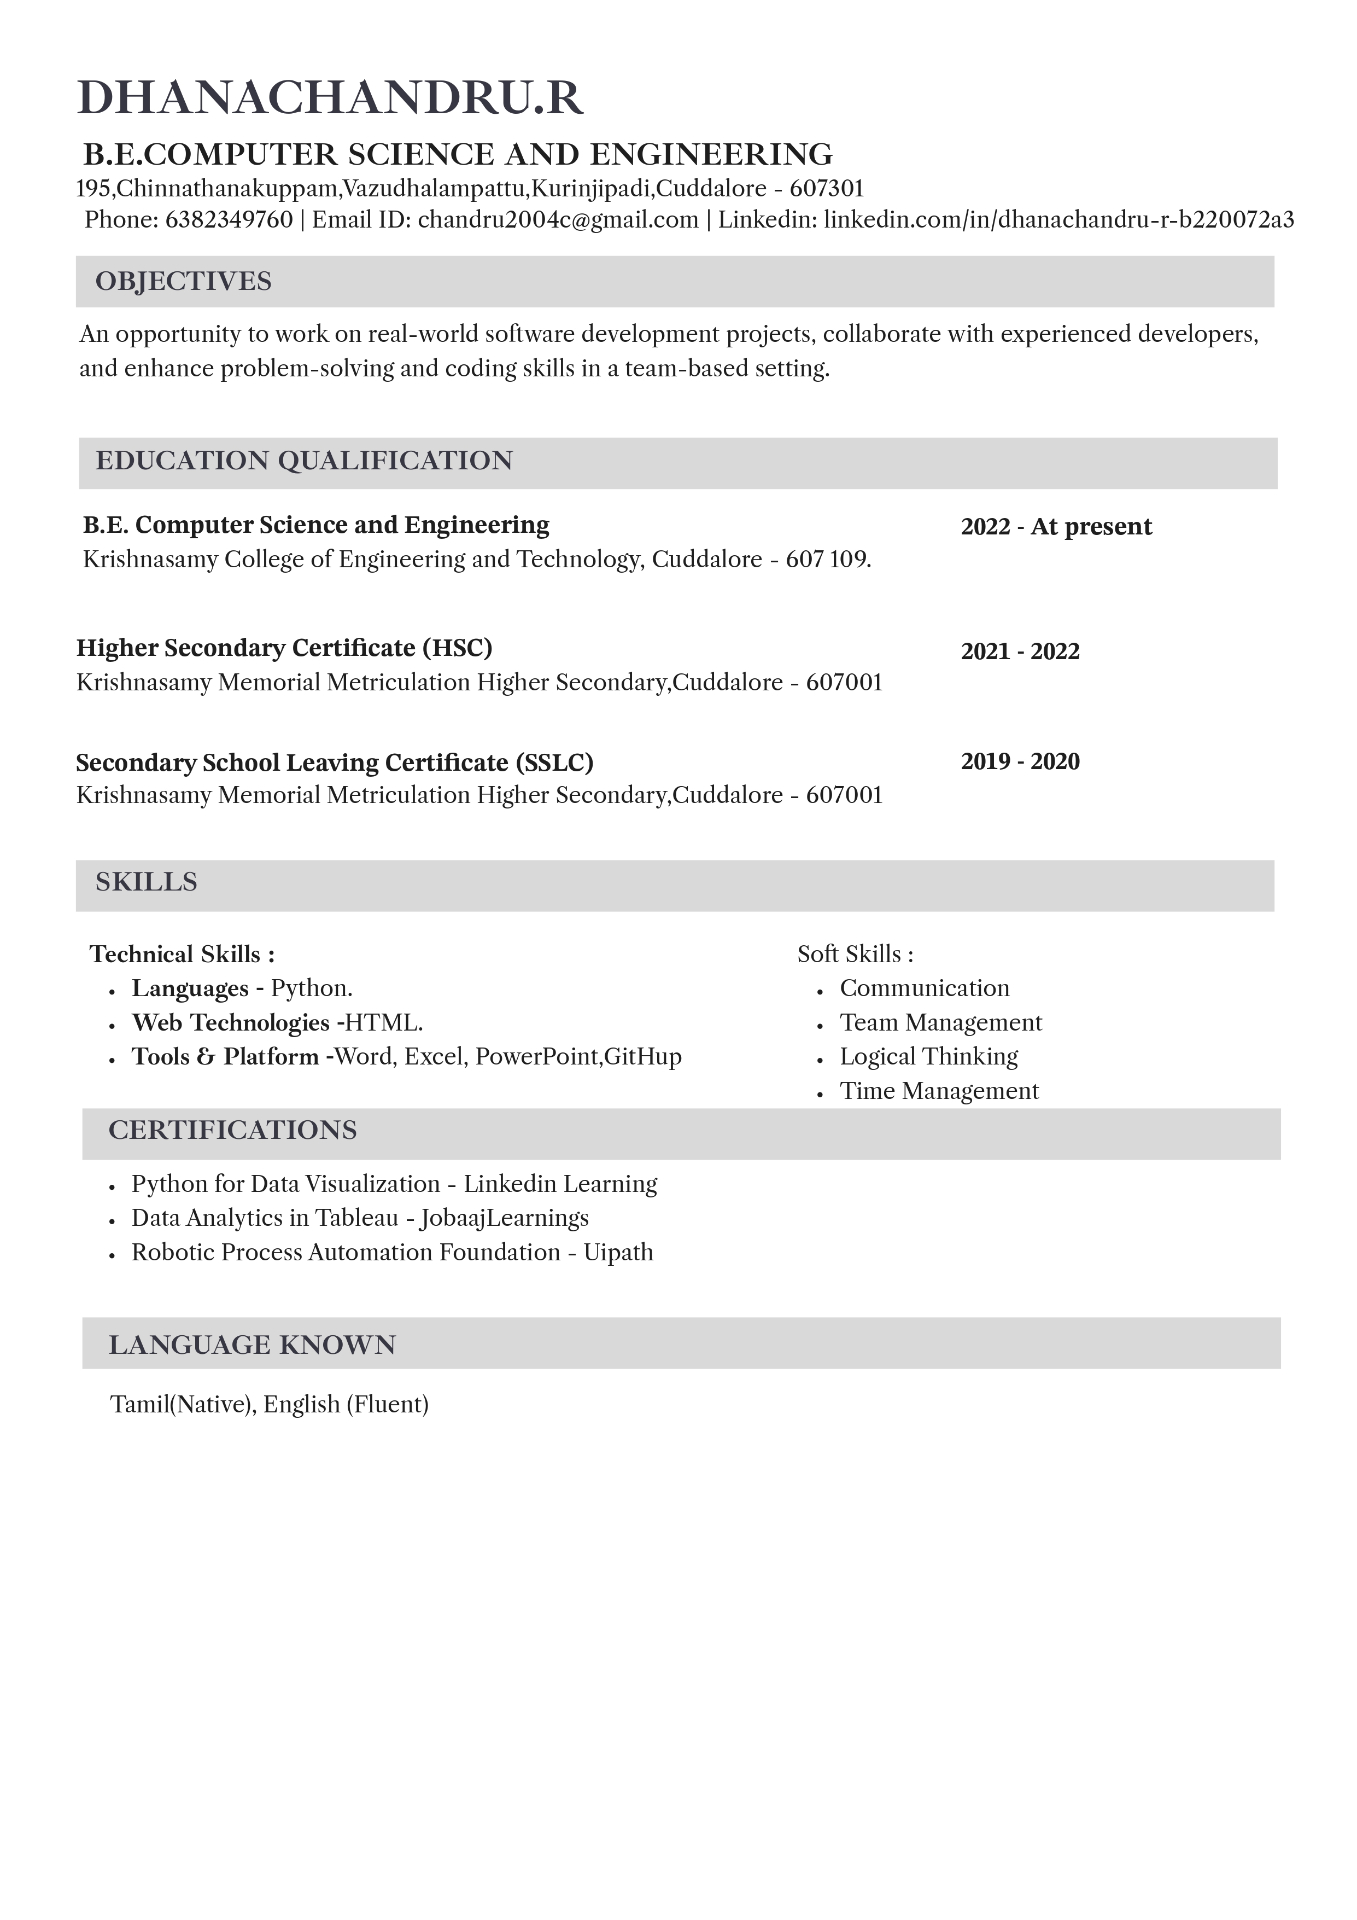 DHANACHANDRU.R
B.E.COMPUTER SCIENCE AND ENGINEERING
195,Chinnathanakuppam,Vazudhalampattu,Kurinjipadi,Cuddalore - 607301
Phone: 6382349760 | Email ID: chandru2004c@gmail.com | Linkedin: linkedin.com/in/dhanachandru-r-b220072a3
OBJECTIVES
An opportunity to work on real-world software development projects, collaborate with experienced developers,
and enhance problem-solving and coding skills in a team-based setting.
EDUCATION QUALIFICATION
B.E. Computer Science and Engineering 2022 - At present
Krishnasamy College of Engineering and Technology, Cuddalore - 607 109.
Higher Secondary Certificate (HSC) 2021 - 2022
Krishnasamy Memorial Metriculation Higher Secondary,Cuddalore - 607001
Secondary School Leaving Certificate (SSLC) 2019 - 2020
Krishnasamy Memorial Metriculation Higher Secondary,Cuddalore - 607001
SKILLS
Technical Skills :
• Languages - Python.
• Web Technologies -HTML.
• Tools & Platform -Word, Excel, PowerPoint,GitHup
Soft Skills :
• Communication
• Team Management
• Logical Thinking
• Time Management
CERTIFICATIONS
• Python for Data Visualization - Linkedin Learning
• Data Analytics in Tableau - JobaajLearnings
• Robotic Process Automation Foundation - Uipath
LANGUAGE KNOWN
Tamil(Native), English (Fluent)